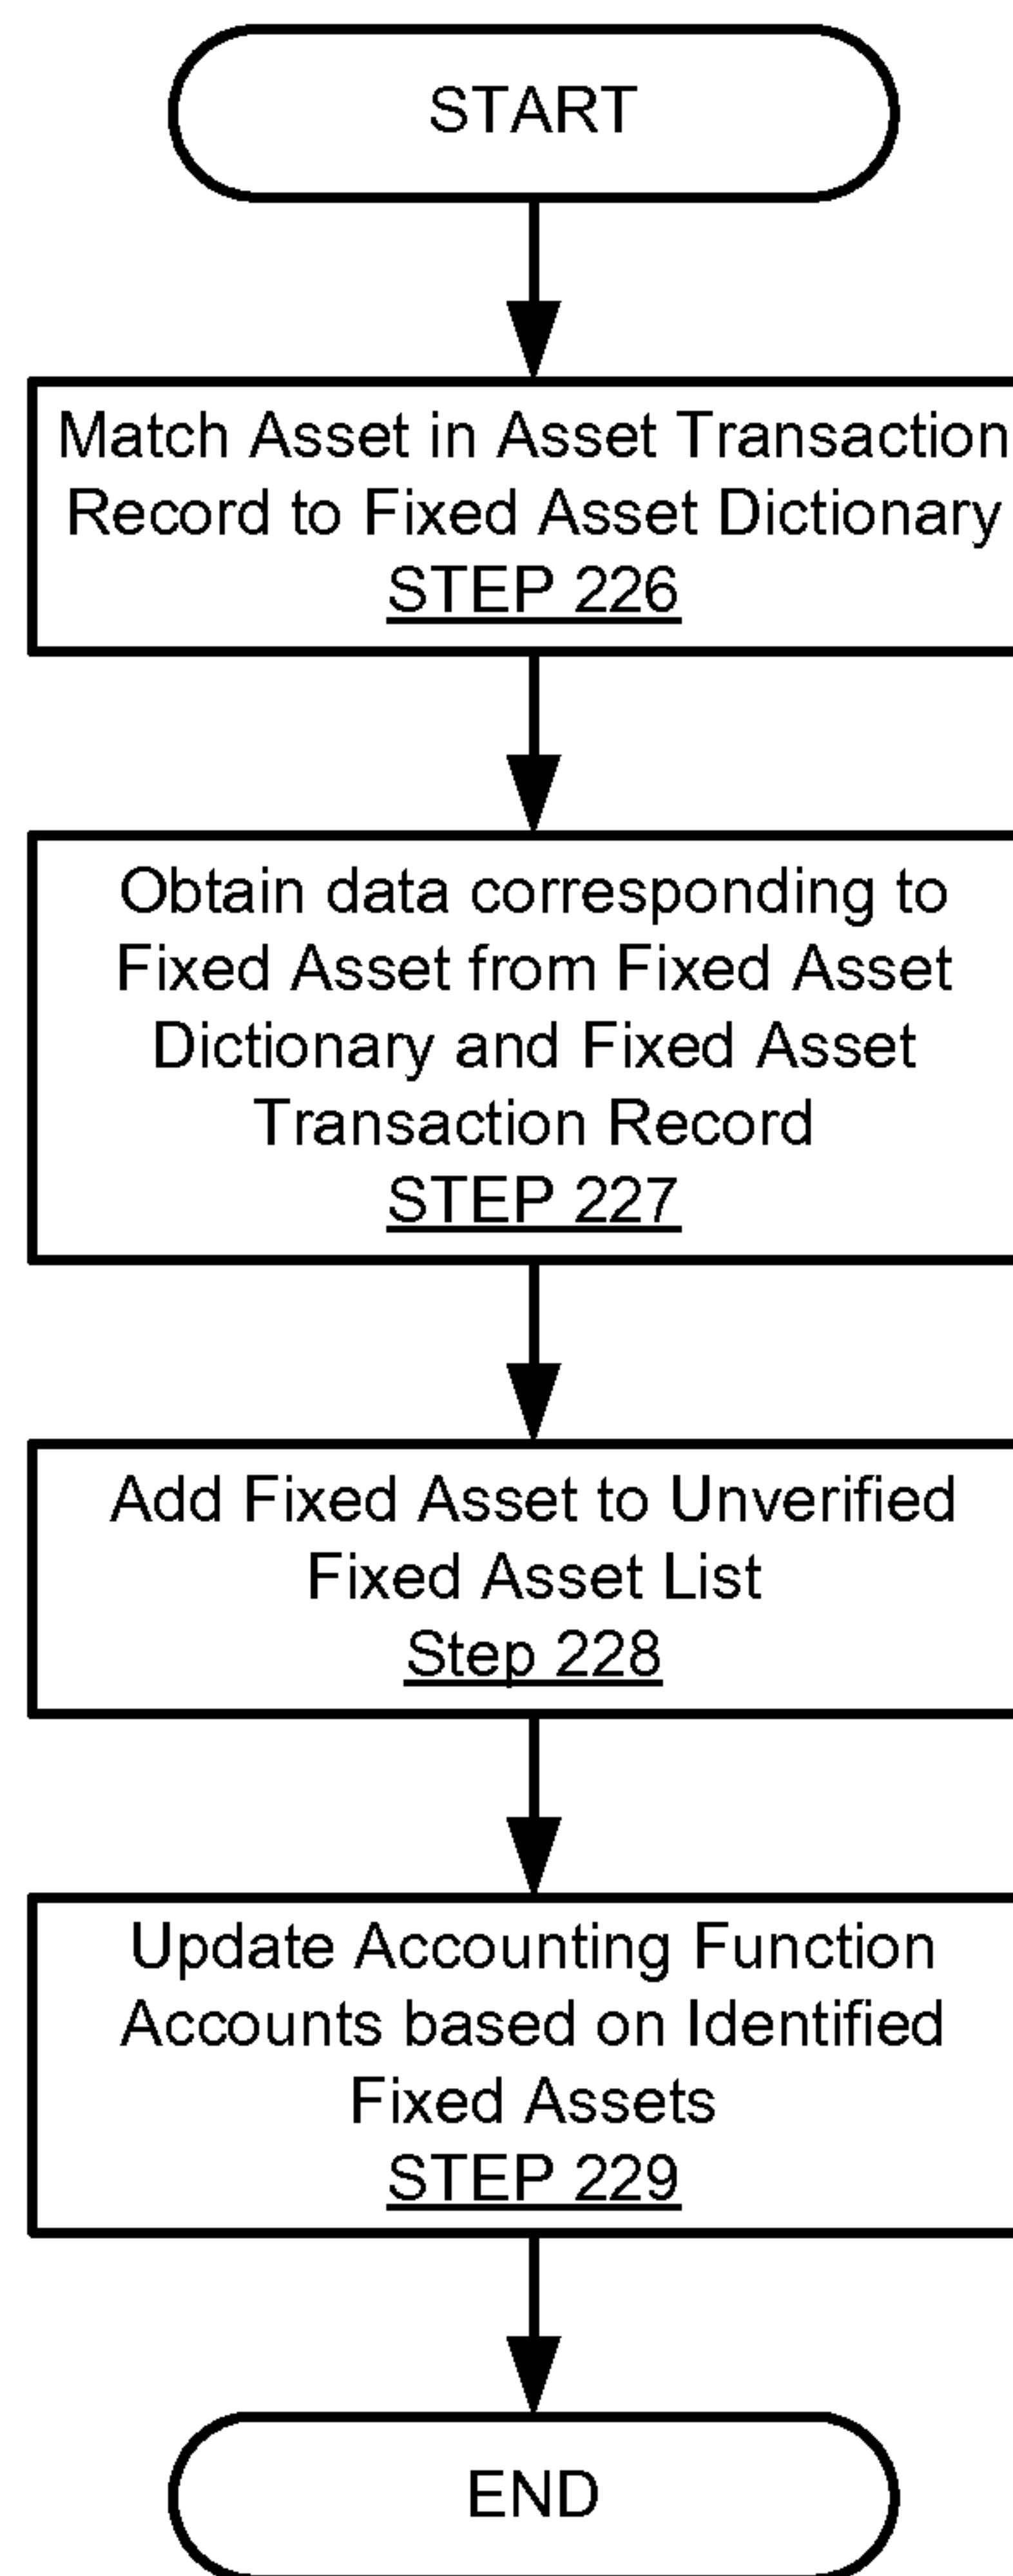 START
Match Asset in Asset Transaction
Record to Fixed Asset Dictionary
STEP 226
Obtain data corresponding to
Fixed Asset from Fixed Asset
Dictionary and Fixed Asset
Transaction Record
STEP 227
Add Fixed Asset to Unverified
Fixed Asset List
Step 228
Update Accounting Function
Accounts based on Identified
Fixed Assets
STEP 229
END